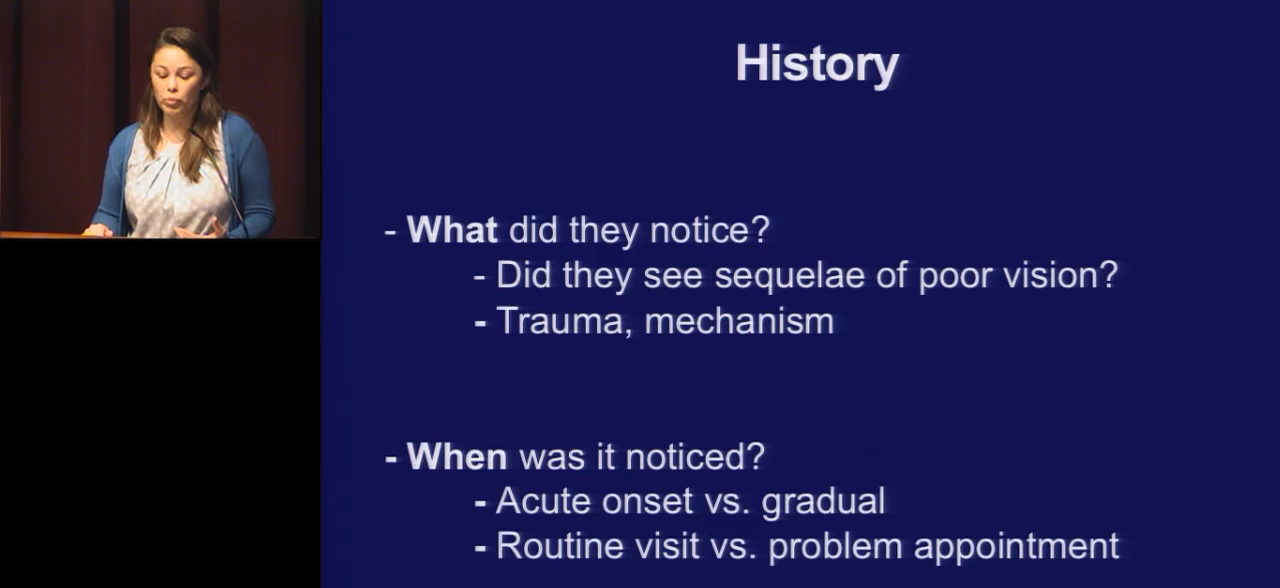 History
- What did they notice?
- Did they see sequelae of poor vision?
- Trauma, mechanism
- When was it noticed?
- Acute onset vs. gradual
- Routine visit vs. problem appointment